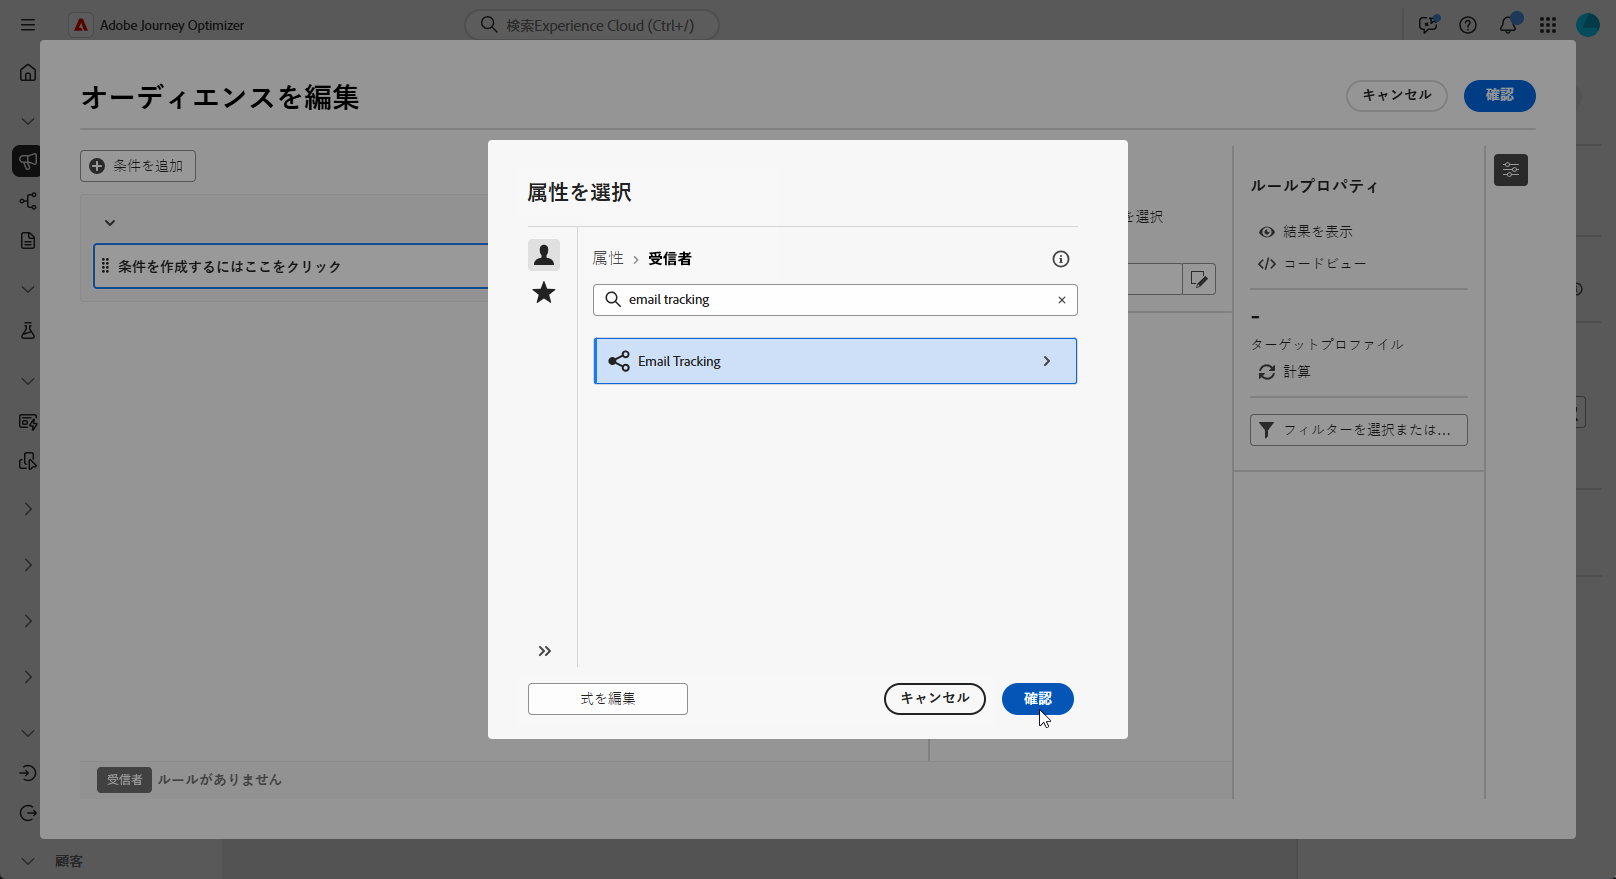 Adobe Journey Optimizer
検索Experience Cloud (Ctrl+/)
オーディエンスを編集
キャンセル
確認
条件を追加
条件を作成するにはここをクリック
を選択
ルールプロパティ
結果を表示
コードビュー
–
ターゲットプロファイル
計算
フィルターを選択または...
属性を選択
属性 › 受信者
email tracking
Email Tracking
式を編集
キャンセル
確認
受信者 ルールがありません
顧客